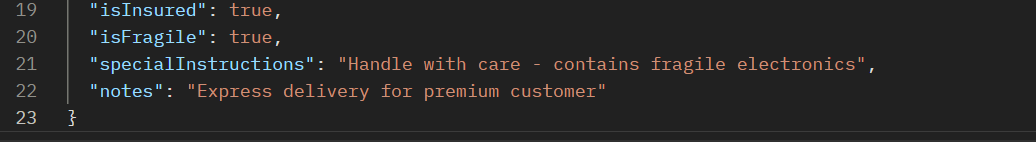 19 "isInsured": true,
20 "isFragile": true,
21 "specialInstructions": "Handle with care - contains fragile electronics",
22 "notes": "Express delivery for premium customer"
23 }